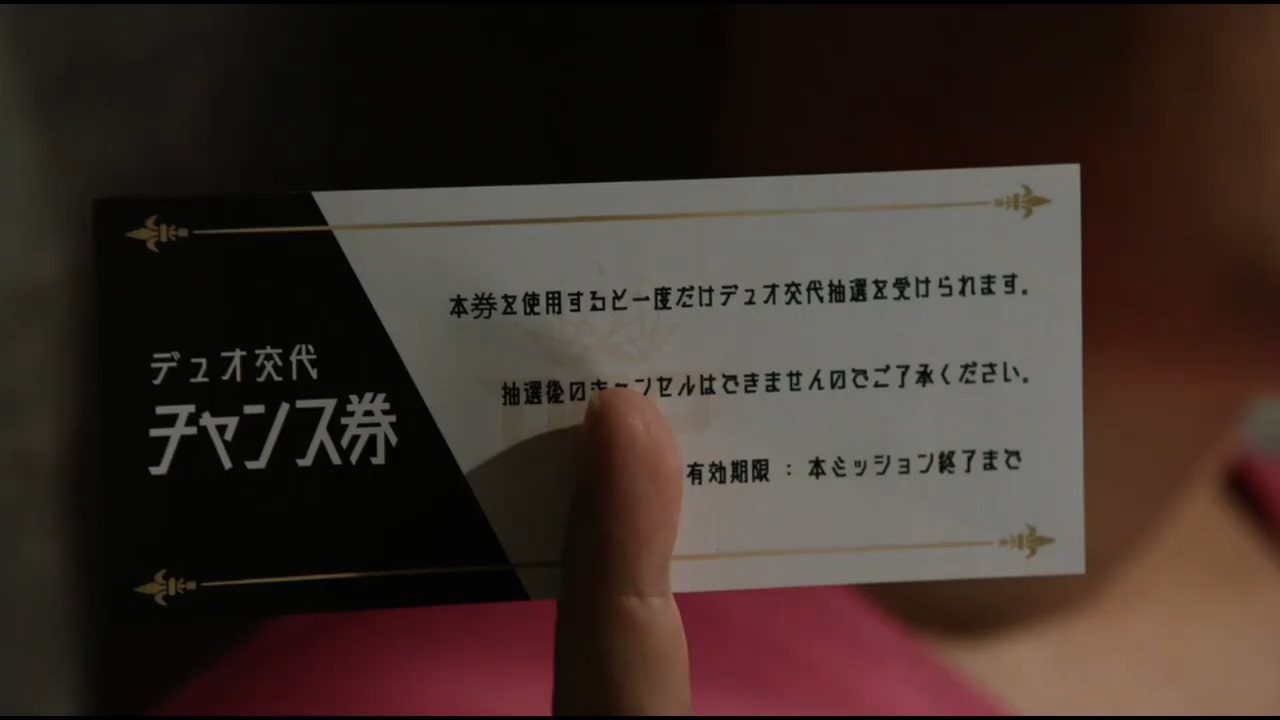 デュオ交代
チャンス券
本券を使用すると一度だけデュオ交代抽選を受けられます。
抽選後のキャンセルはできませんのでご了承ください。
有効期限：本ミッション終了まで